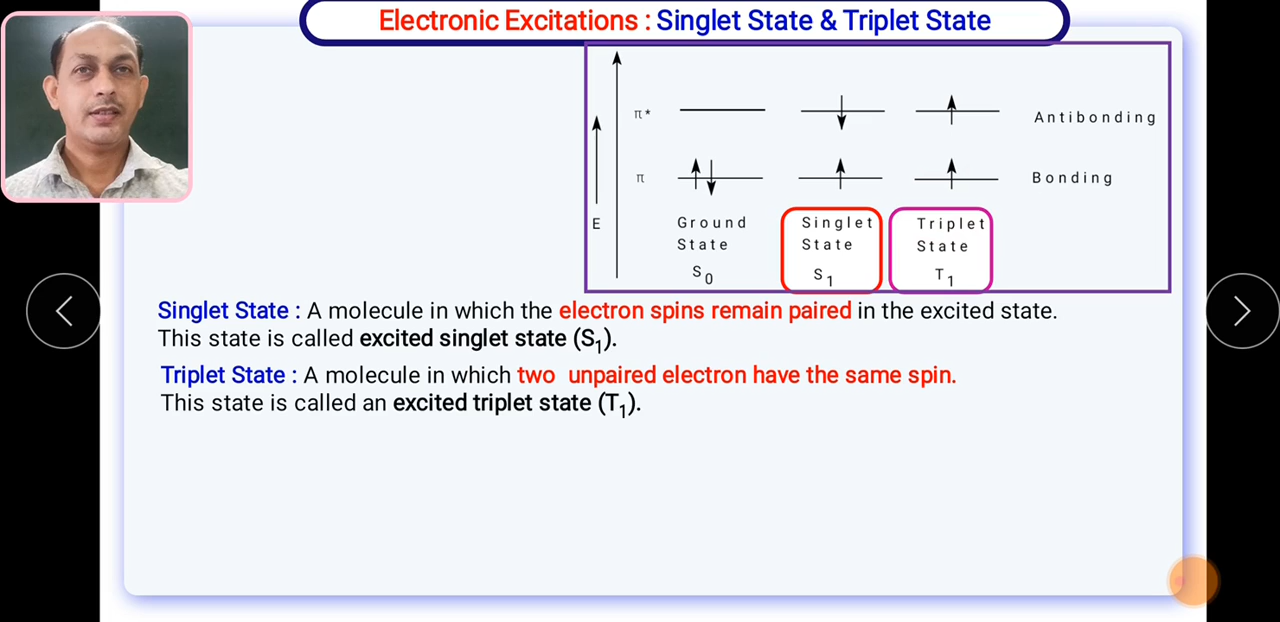 Electronic Excitations : Singlet State & Triplet State
π*
Antibonding
π
Bonding
E
Ground State S0
Singlet State S1
Triplet State T1
Singlet State : A molecule in which the electron spins remain paired in the excited state.
This state is called excited singlet state (S1).
Triplet State : A molecule in which two unpaired electron have the same spin.
This state is called an excited triplet state (T1).